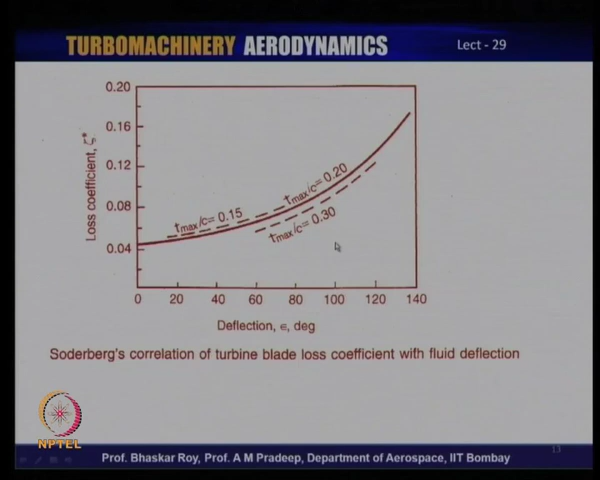 TURBOMACHINERY AERODYNAMICS
Lect - 29
0.20
0.16
0.12
0.08
0.04
Loss coefficient, ζ*
t_max/c = 0.15
t_max/c = 0.20
t_max/c = 0.30
0 20 40 60 80 100 120 140
Deflection, ϵ, deg
Soderberg's correlation of turbine blade loss coefficient with fluid deflection
NPTEL
Prof. Bhaskar Roy, Prof. A M Pradeep, Department of Aerospace, IIT Bombay
13